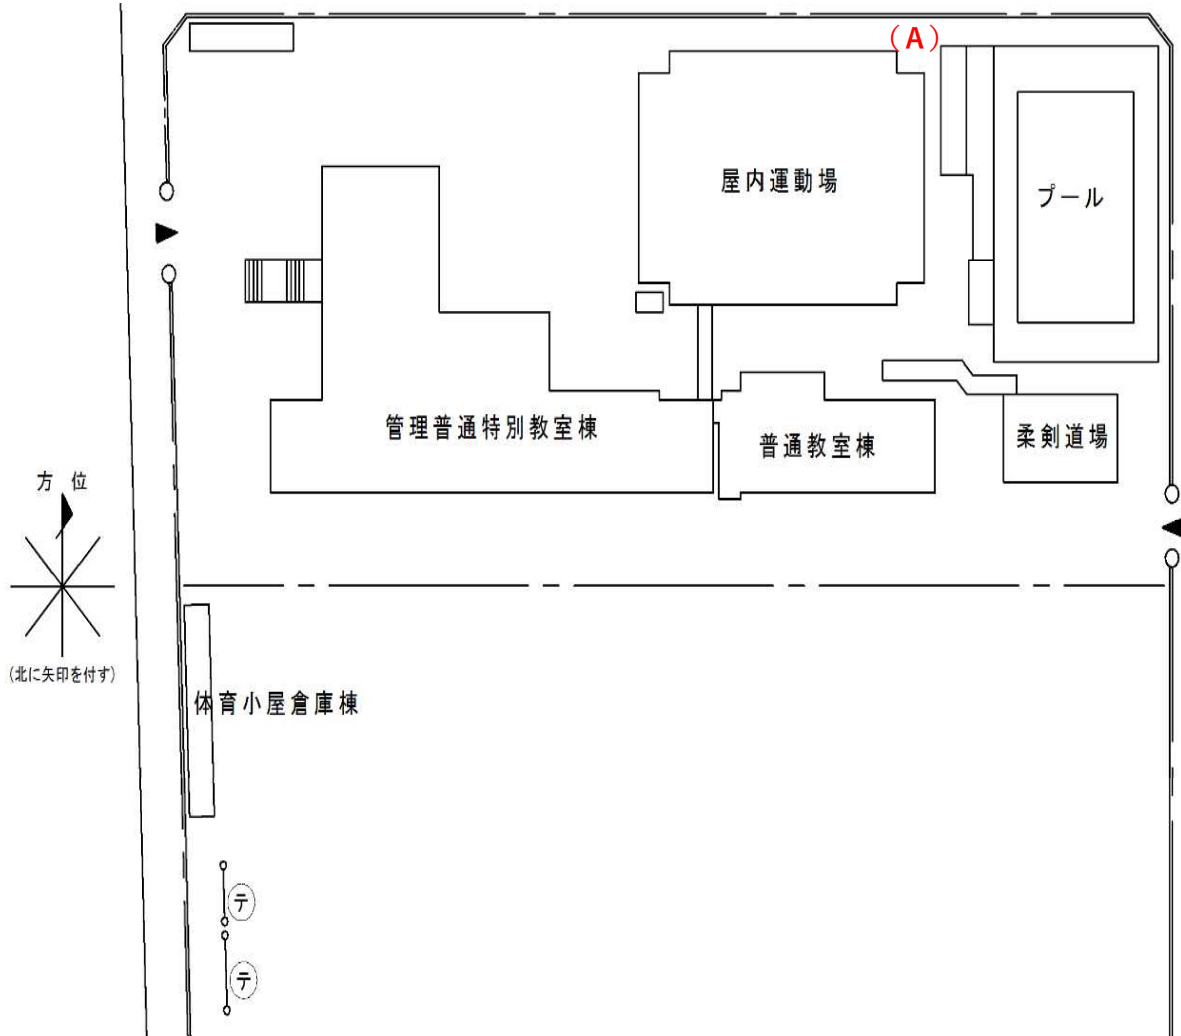 (A)
屋内運動場
プール
管理普通特別教室棟
普通教室棟
柔剣道場
方位
(北に矢印を付す)
体育小屋倉庫棟
テ
テ